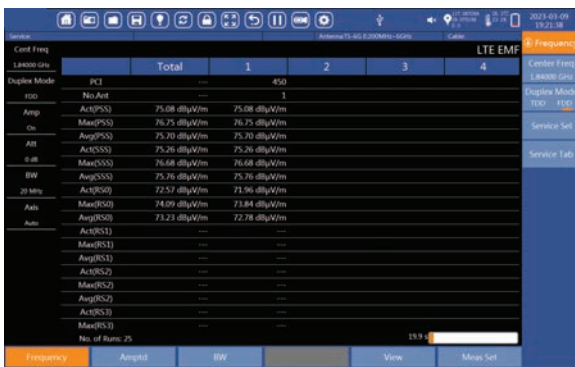 2023-03-09
19:21:38
Service:
Antenna:TS-6G 8.200MHz~6GHz
Cable:
Cent Freq
1.84000 GHz
Duplex Mode
FDD
Amp
On
Att
0 dB
BW
20 MHz
Axis
Auto
LTE EMF
Total 1 2 3 4
PCI ---- 450
No.Ant ---- 1
Act(PSS) 75.08 dBμV/m 75.08 dBμV/m
Max(PSS) 76.75 dBμV/m 76.75 dBμV/m
Avg(PSS) 75.70 dBμV/m 75.70 dBμV/m
Act(SSS) 75.26 dBμV/m 75.26 dBμV/m
Max(SSS) 76.68 dBμV/m 76.68 dBμV/m
Avg(SSS) 75.76 dBμV/m 75.76 dBμV/m
Act(RS0) 72.57 dBμV/m 71.96 dBμV/m
Max(RS0) 74.09 dBμV/m 73.84 dBμV/m
Avg(RS0) 73.23 dBμV/m 72.78 dBμV/m
Act(RS1) ---- ----
Max(RS1) ---- ----
Avg(RS1) ---- ----
Act(RS2) ---- ----
Max(RS2) ---- ----
Avg(RS2) ---- ----
Act(RS3) ---- ----
Max(RS3) ---- ----
No. of Runs: 25
19.9 s
Frequency
Center Freq
1.84000 GHz
Duplex Mode
TDD FDD
Service Sel
Service Tab
Frequency Amptd BW View Meas Set